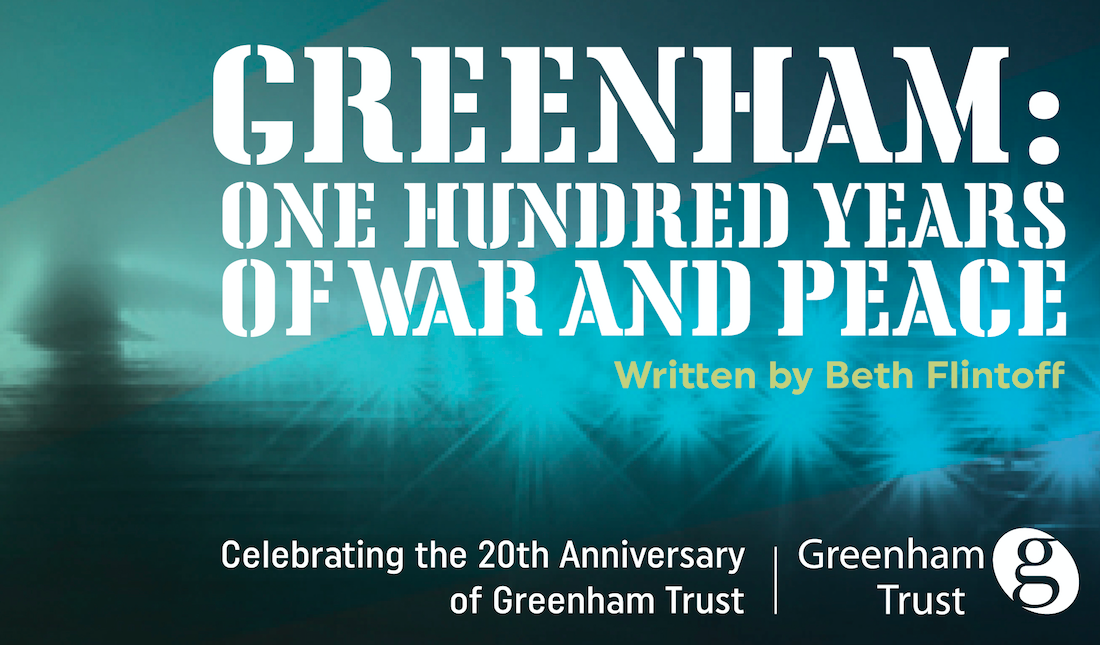 GREENHAM:
ONE HUNDRED YEARS
OF WAR AND PEACE
Written by Beth Flintoff
Celebrating the 20th Anniversary
of Greenham Trust
Greenham
Trust
g